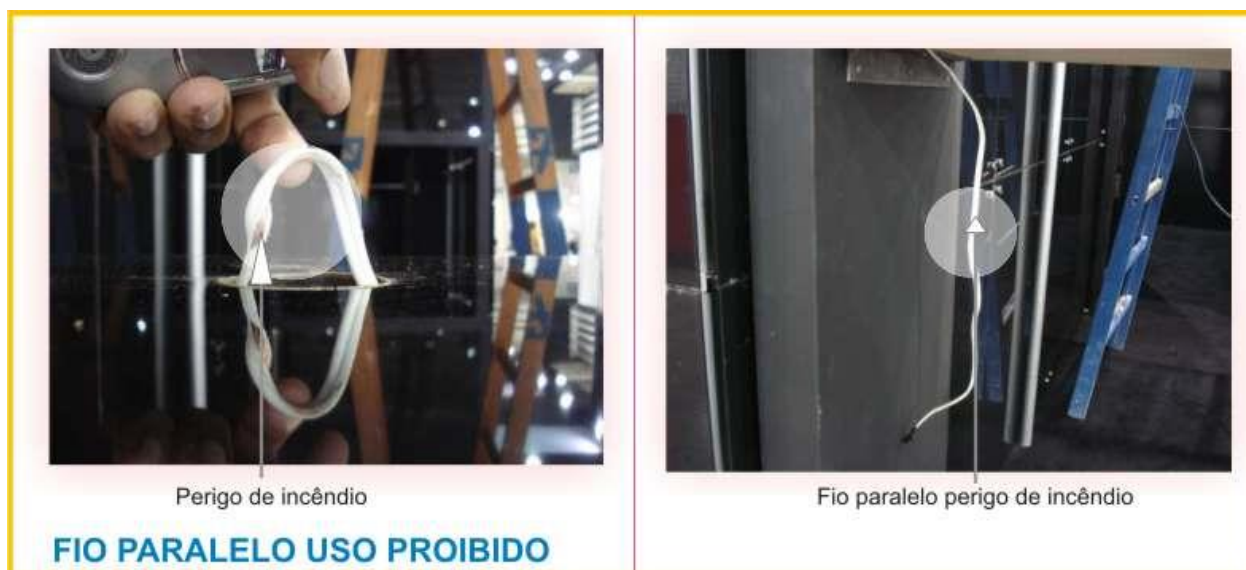 Perigo de incêndio
Fio paralelo perigo de incêndio
FIO PARALELO USO PROIBIDO